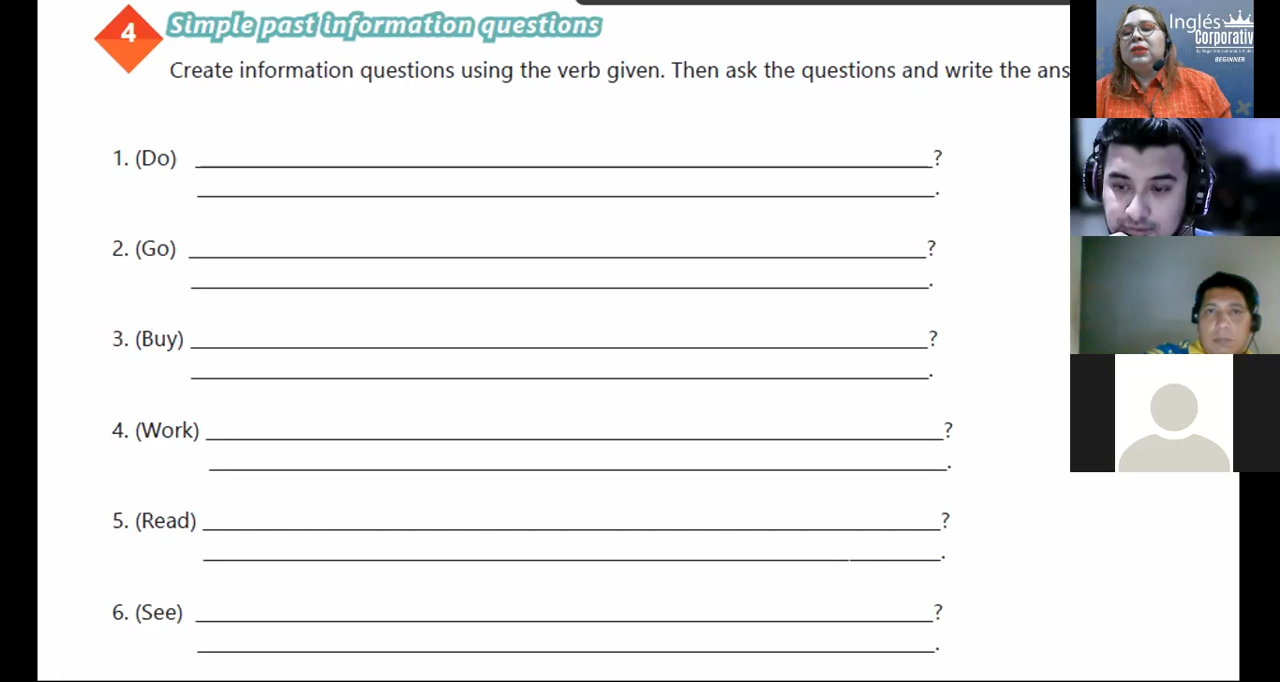 4 Simple past information questions
Create information questions using the verb given. Then ask the questions and write the ans
1. (Do) ?
.
2. (Go) ?
.
3. (Buy) ?
.
4. (Work) ?
.
5. (Read) ?
.
6. (See) ?
.
Inglés
Corporativ
BEGINNER